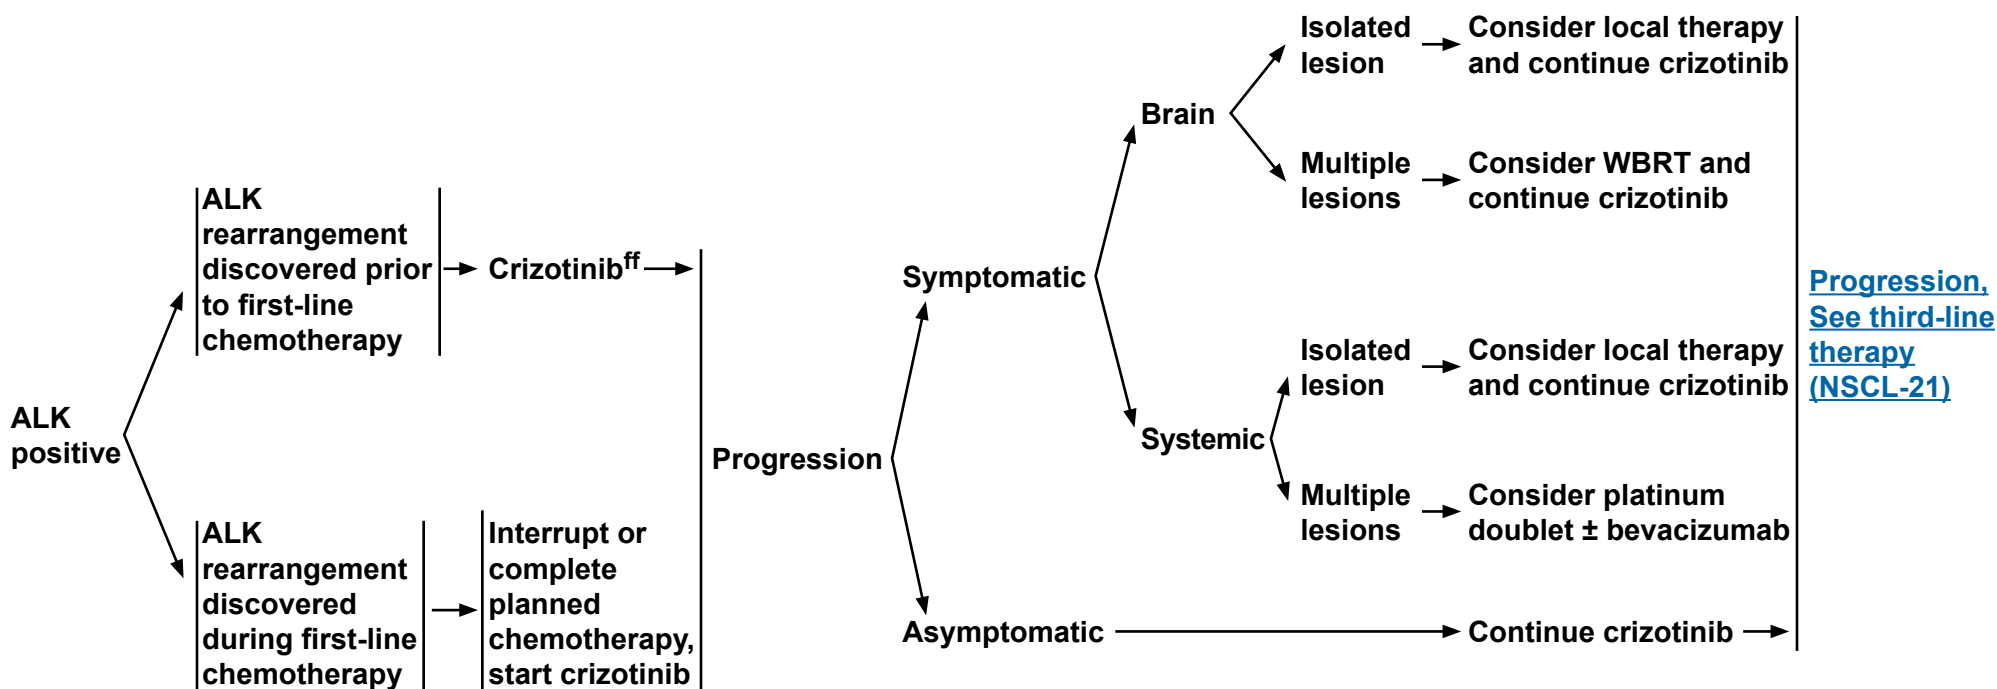 ALK
positive
ALK
rearrangement
discovered prior
to first-line
chemotherapy
Crizotinibff
ALK
rearrangement
discovered
during first-line
chemotherapy
Interrupt or
complete
planned
chemotherapy,
start crizotinib
Progression
Symptomatic
Brain
Isolated
lesion
Consider local therapy
and continue crizotinib
Multiple
lesions
Consider WBRT and
continue crizotinib
Systemic
Isolated
lesion
Consider local therapy
and continue crizotinib
Multiple
lesions
Consider platinum
doublet ± bevacizumab
Asymptomatic
Continue crizotinib
Progression,
See third-line
therapy
(NSCL-21)